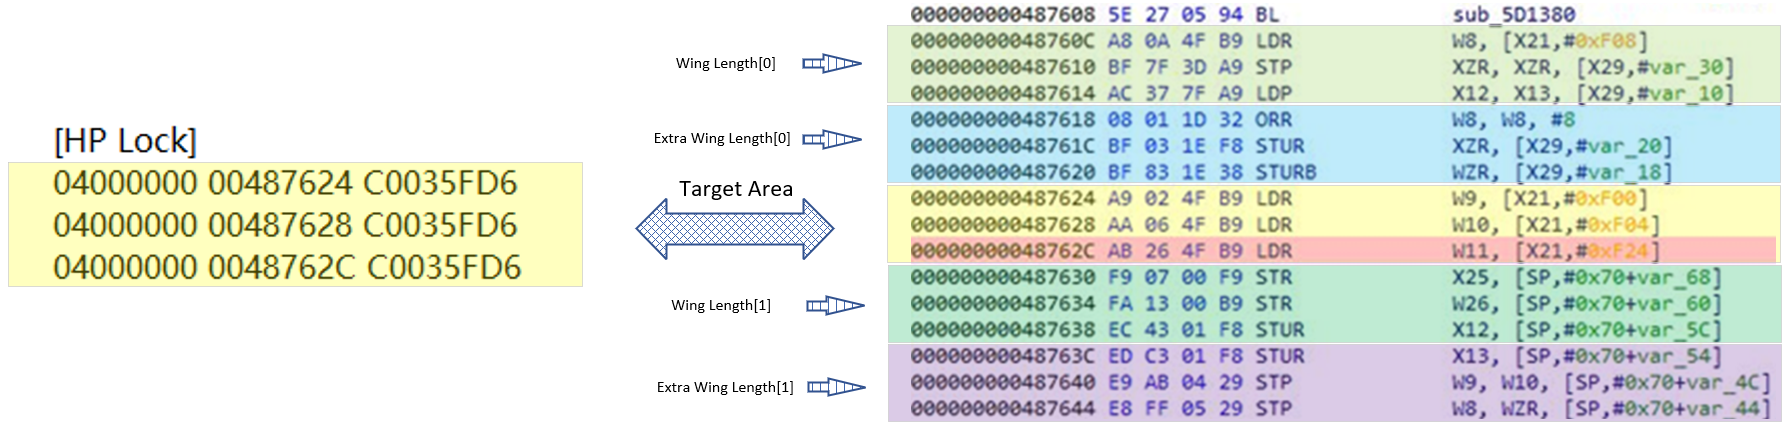 [HP Lock]
04000000 00487624 C0035FD6
04000000 00487628 C0035FD6
04000000 0048762C C0035FD6
Target Area
Wing Length[0]
Extra Wing Length[0]
Wing Length[1]
Extra Wing Length[1]
0000000000487608 5E 27 05 94 BL sub_5D1380
000000000048760C A8 0A 4F B9 LDR W8, [X21,#0xF08]
0000000000487610 BF 7F 3D A9 STP XZR, XZR, [X29,#var_30]
0000000000487614 AC 37 7F A9 LDP X12, X13, [X29,#var_10]
0000000000487618 08 01 1D 32 ORR W8, W8, #8
000000000048761C BF 03 1E F8 STUR XZR, [X29,#var_20]
0000000000487620 BF 83 1E 38 STURB WZR, [X29,#var_18]
0000000000487624 A9 02 4F B9 LDR W9, [X21,#0xF00]
0000000000487628 AA 06 4F B9 LDR W10, [X21,#0xF04]
000000000048762C AB 26 4F B9 LDR W11, [X21,#0xF24]
0000000000487630 F9 07 00 F9 STR X25, [SP,#0x70+var_68]
0000000000487634 FA 13 00 B9 STR W26, [SP,#0x70+var_60]
0000000000487638 EC 43 01 F8 STUR X12, [SP,#0x70+var_5C]
000000000048763C ED C3 01 F8 STUR X13, [SP,#0x70+var_54]
0000000000487640 E9 AB 04 29 STP W9, W10, [SP,#0x70+var_4C]
0000000000487644 E8 FF 05 29 STP W8, WZR, [SP,#0x70+var_44]